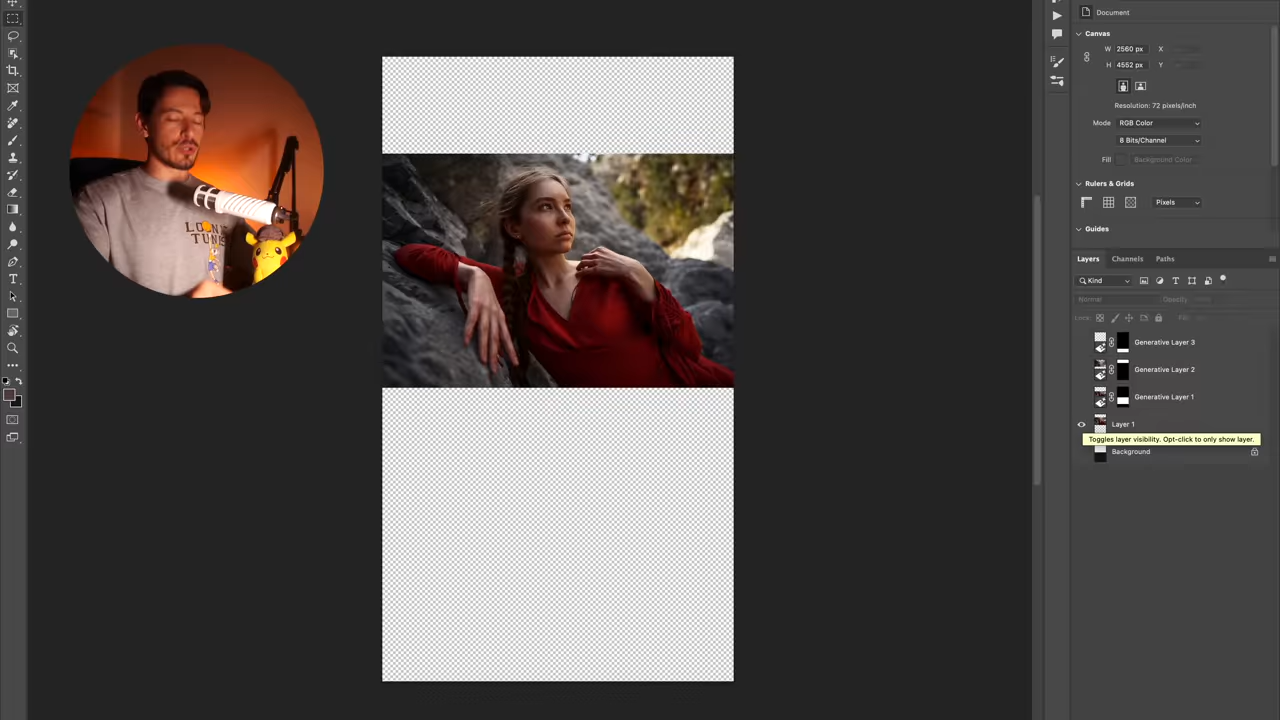 Document
Canvas
W 2560 px X
H 4552 px Y
Resolution: 72 pixels/inch
Mode RGB Color
8 Bits/Channel
Fill Background Color
Rulers & Grids
Pixels
Guides
Layers Channels Paths
Kind
Normal Opacity
Lock: Fill:
Generative Layer 3
Generative Layer 2
Generative Layer 1
Layer 1
Toggles layer visibility. Opt-click to only show layer.
Background
LOONEY
TUNES